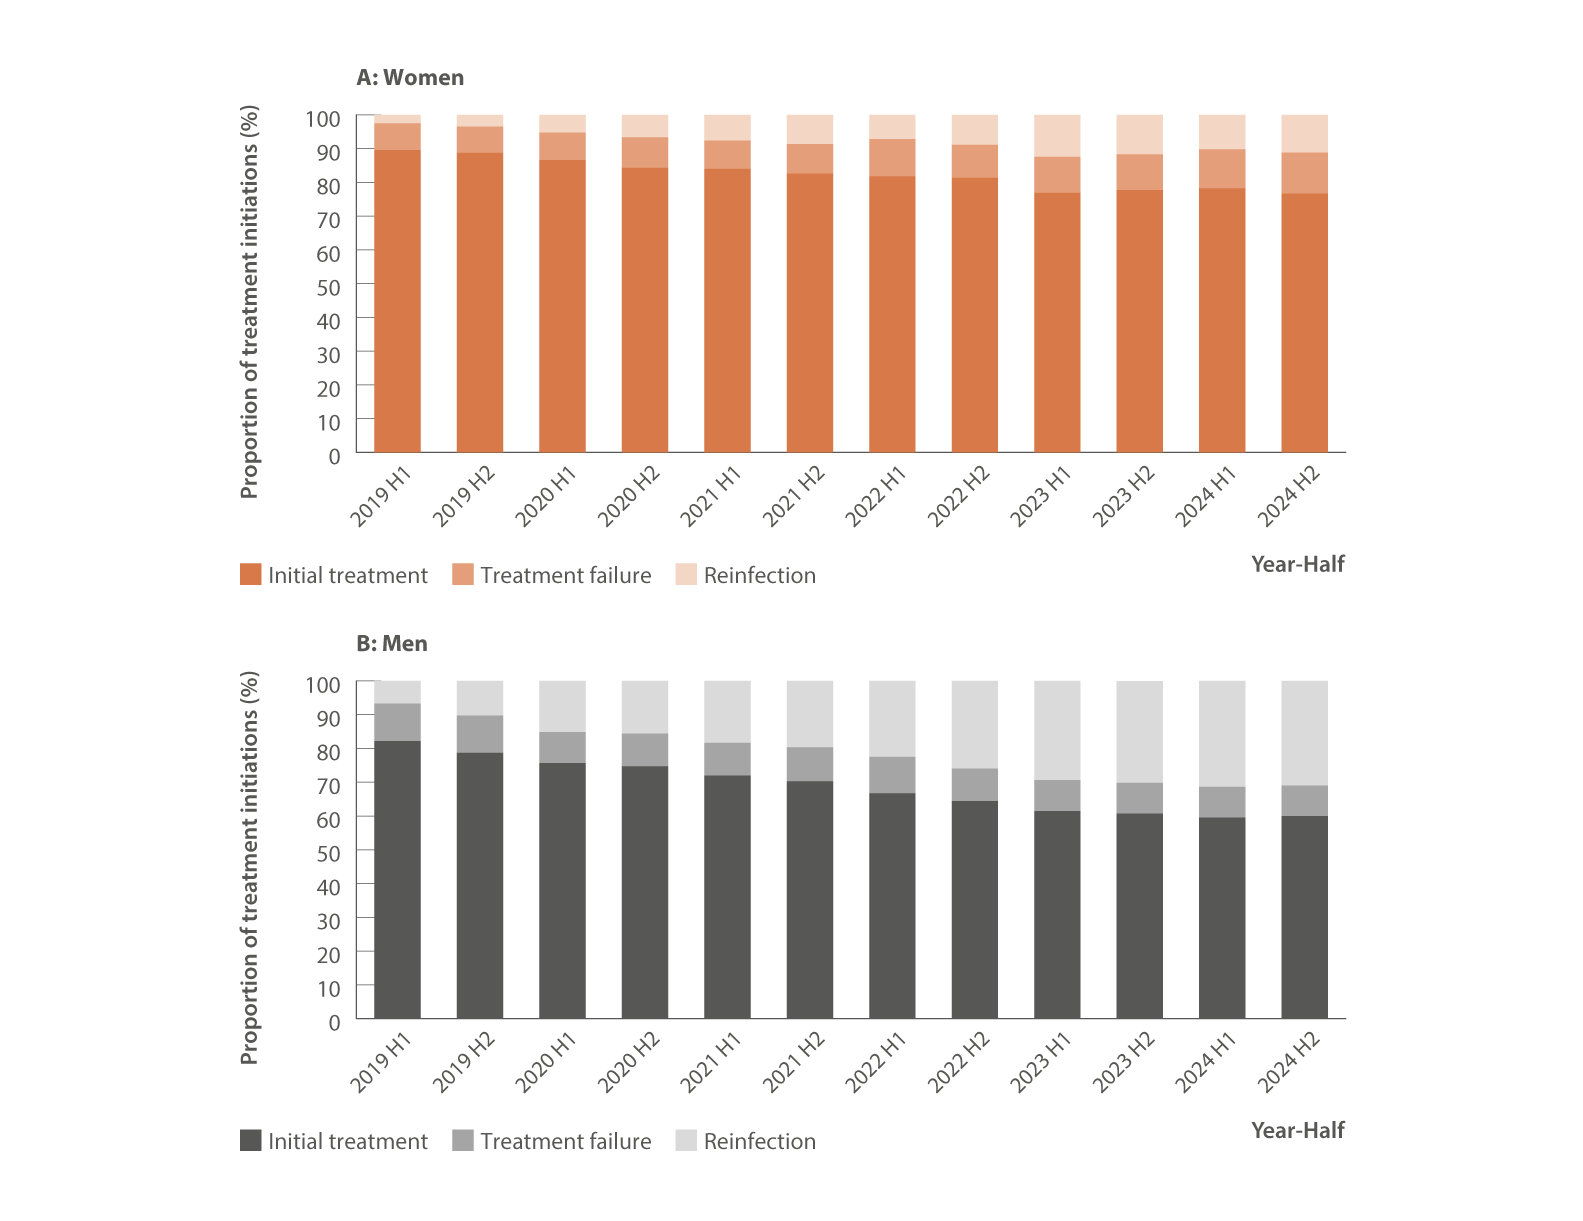 A: Women
Proportion of treatment initiations (%)
100
90
80
70
60
50
40
30
20
10
0
2019 H1
2019 H2
2020 H1
2020 H2
2021 H1
2021 H2
2022 H1
2022 H2
2023 H1
2023 H2
2024 H1
2024 H2
Year-Half
Initial treatment
Treatment failure
Reinfection
B: Men
Proportion of treatment initiations (%)
100
90
80
70
60
50
40
30
20
10
0
2019 H1
2019 H2
2020 H1
2020 H2
2021 H1
2021 H2
2022 H1
2022 H2
2023 H1
2023 H2
2024 H1
2024 H2
Year-Half
Initial treatment
Treatment failure
Reinfection